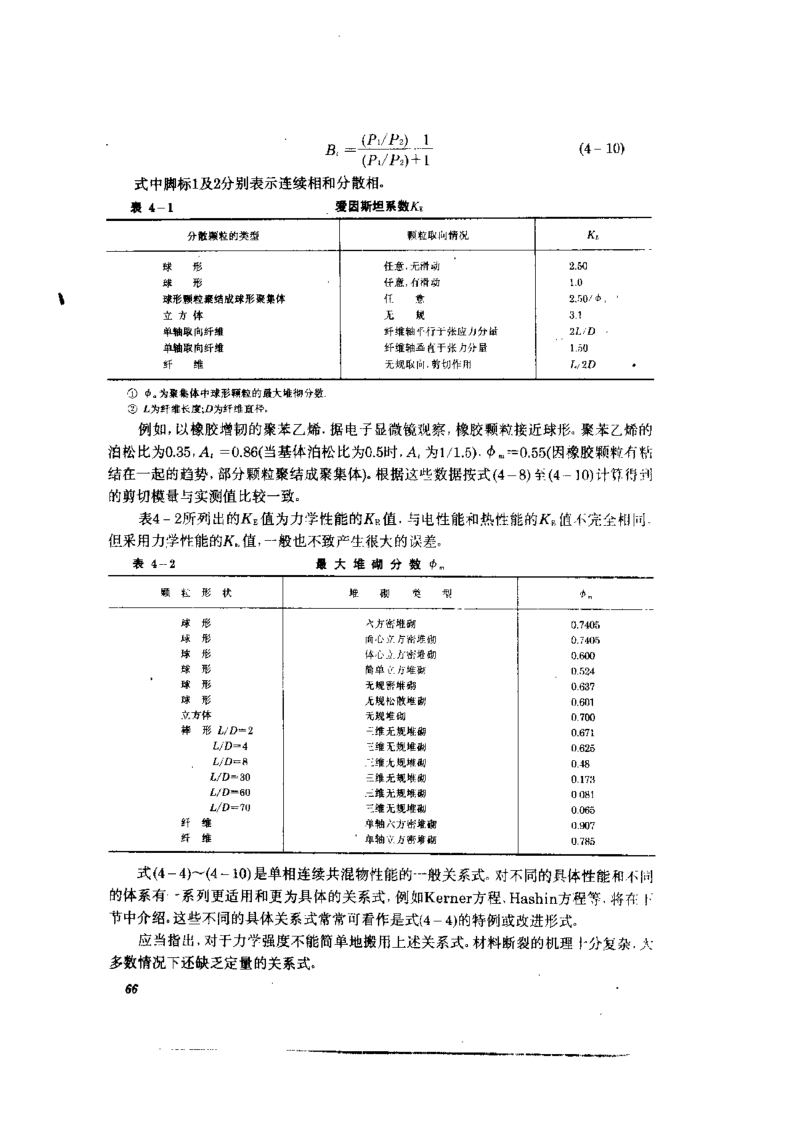 Bᵢ = (P₁/P₂) 1 / (P₁/P₂)+1 (4-10)
式中脚标1及2分别表示连续相和分散相。
表 4-1 爱因斯坦系数K_E
分散颗粒的类型 颗粒取向情况 K_E
球 形 任意,无滑动 2.50
球 形 任意,有滑动 1.0
球形颗粒聚结成球形聚集体 任 意 2.50/φ
立 方 体 无 规 3.1
单轴取向纤维 纤维轴平行于张应力分量 2L/D
单轴取向纤维 纤维轴垂直于张力分量 1.50
纤 维 无规取向,剪切作用 L/2D
① φₐ为聚集体中球形颗粒的最大堆彻分数.
② L为纤维长度;D为纤维直径。
例如,以橡胶增韧的聚苯乙烯.据电子显微镜观察,橡胶颗粒接近球形。聚苯乙烯的
泊松比为0.35,Aᵢ=0.86(当基体泊松比为0.5时,Aᵢ为1/1.5).φₘ=0.55(因橡胶颗粒有粘
结在一起的趋势,部分颗粒聚结成聚集体)。根据这些数据按式(4-8)至(4-10)计算得到
的剪切模量与实测值比较一致。
表4-2所列出的K_E值为力学性能的K_E值.与电性能和热性能的K_E值不完全相同.
但采用力学性能的K_E值,一般也不致产生很大的误差。
表 4-2 最 大 堆 砌 分 数 φₘ
颗 粒 形 状 堆 砌 类 型 φₘ
球 形 六方密堆砌 0.7405
球 形 面心立方密堆砌 0.7405
球 形 体心立方密堆砌 0.600
球 形 简单立方堆砌 0.524
球 形 无规密堆砌 0.637
球 形 无规松散堆砌 0.601
立方体 无规堆砌 0.700
棒 形 L/D=2 三维无规堆砌 0.671
L/D=4 三维无规堆砌 0.625
L/D=8 三维无规堆砌 0.48
L/D=30 三维无规堆砌 0.173
L/D=60 三维无规堆砌 0 081
L/D=70 三维无规堆砌 0.065
纤 维 单轴六方密堆砌 0.907
纤 维 单轴立方密堆砌 0.785
式(4-4)~(4-10)是单相连续共混物性能的一般关系式。对不同的具体性能和不同
的体系有一系列更适用和更为具体的关系式,例如Kerner方程、Hashin方程等,将在下
节中介绍。这些不同的具体关系式常常可看作是式(4-4)的特例或改进形式。
应当指出,对于力学强度不能简单地搬用上述关系式。材料断裂的机理十分复杂,大
多数情况下还缺乏定量的关系式。
66